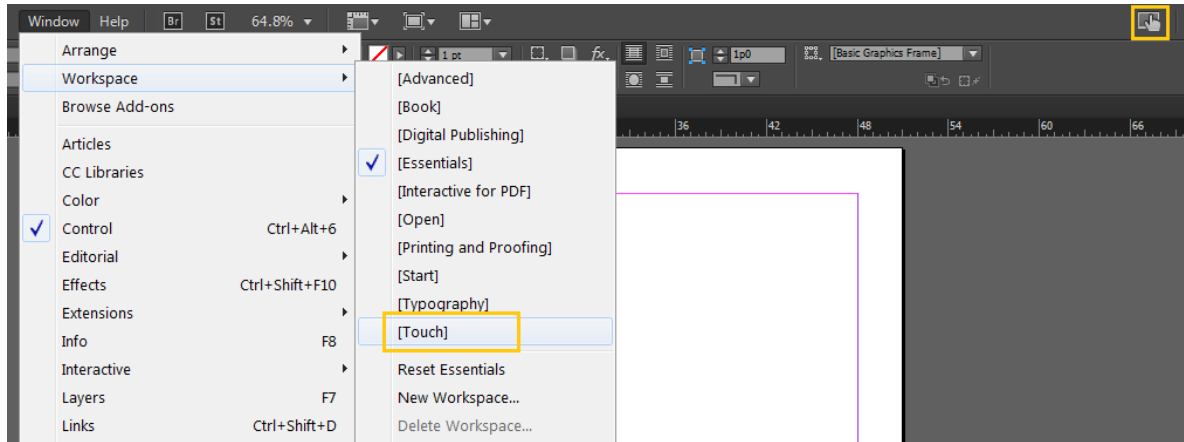 Window Help Br St 64.8%
Arrange
Workspace
Browse Add-ons
Articles
CC Libraries
Color
Control Ctrl+Alt+6
Editorial
Effects Ctrl+Shift+F10
Extensions
Info F8
Interactive
Layers F7
Links Ctrl+Shift+D
[Advanced]
[Book]
[Digital Publishing]
[Essentials]
[Interactive for PDF]
[Open]
[Printing and Proofing]
[Start]
[Typography]
[Touch]
Reset Essentials
New Workspace...
Delete Workspace...
1 pt fx. 1p0 [Basic Graphics Frame]
36 42 48 54 60 66